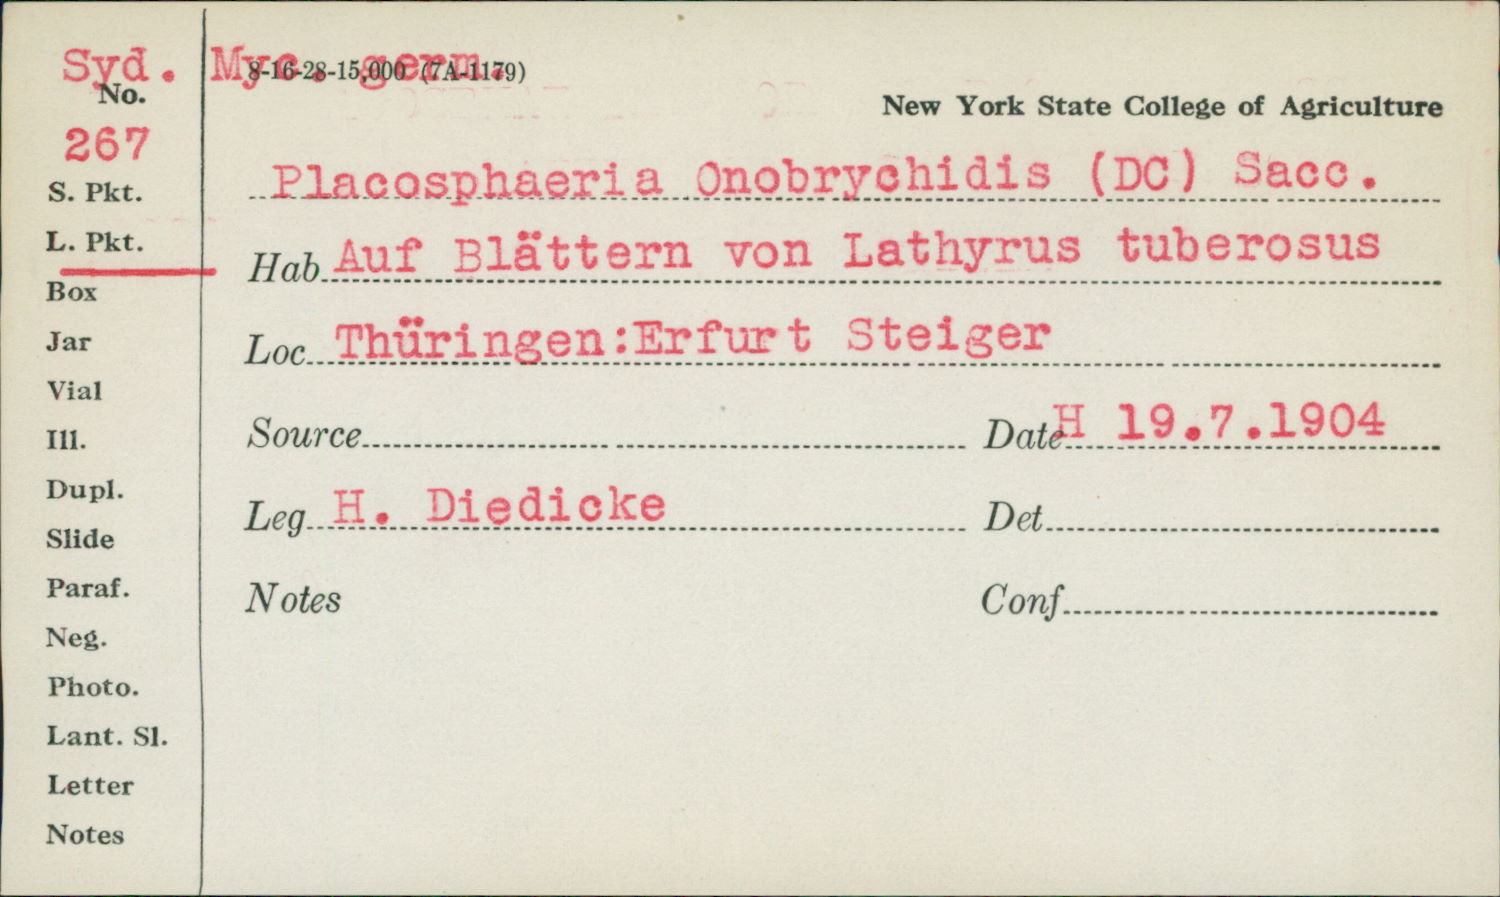 Syd. Myc. germ.
8-16-28-15,000 (7A-1179)
No.
New York State College of Agriculture
267
S. Pkt.
Placosphaeria Onobrychidis (DC) Sacc.
L. Pkt.
Hab Auf Blättern von Lathyrus tuberosus
Box
Jar
Loc Thüringen:Erfurt Steiger
Vial
Ill.
Source
Date H 19.7.1904
Dupl.
Leg H. Diedicke
Det
Slide
Paraf.
Notes
Conf
Neg.
Photo.
Lant. Sl.
Letter
Notes